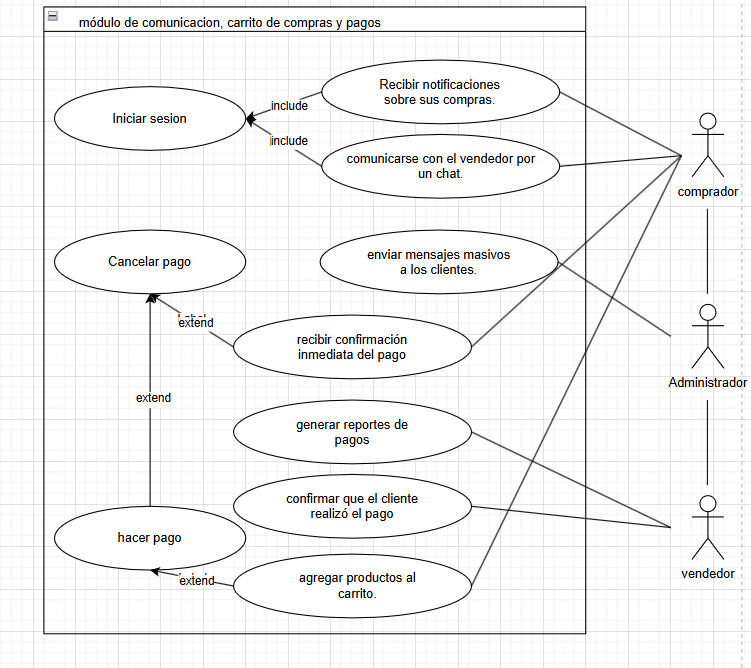 módulo de comunicacion, carrito de compras y pagos
Recibir notificaciones
sobre sus compras.
include
Iniciar sesion
include
comunicarse con el vendedor por
un chat.
comprador
enviar mensajes masivos
a los clientes.
Cancelar pago
extend
recibir confirmación
inmediata del pago
Administrador
extend
generar reportes de
pagos
confirmar que el cliente
realizó el pago
hacer pago
vendedor
extend
agregar productos al
carrito.